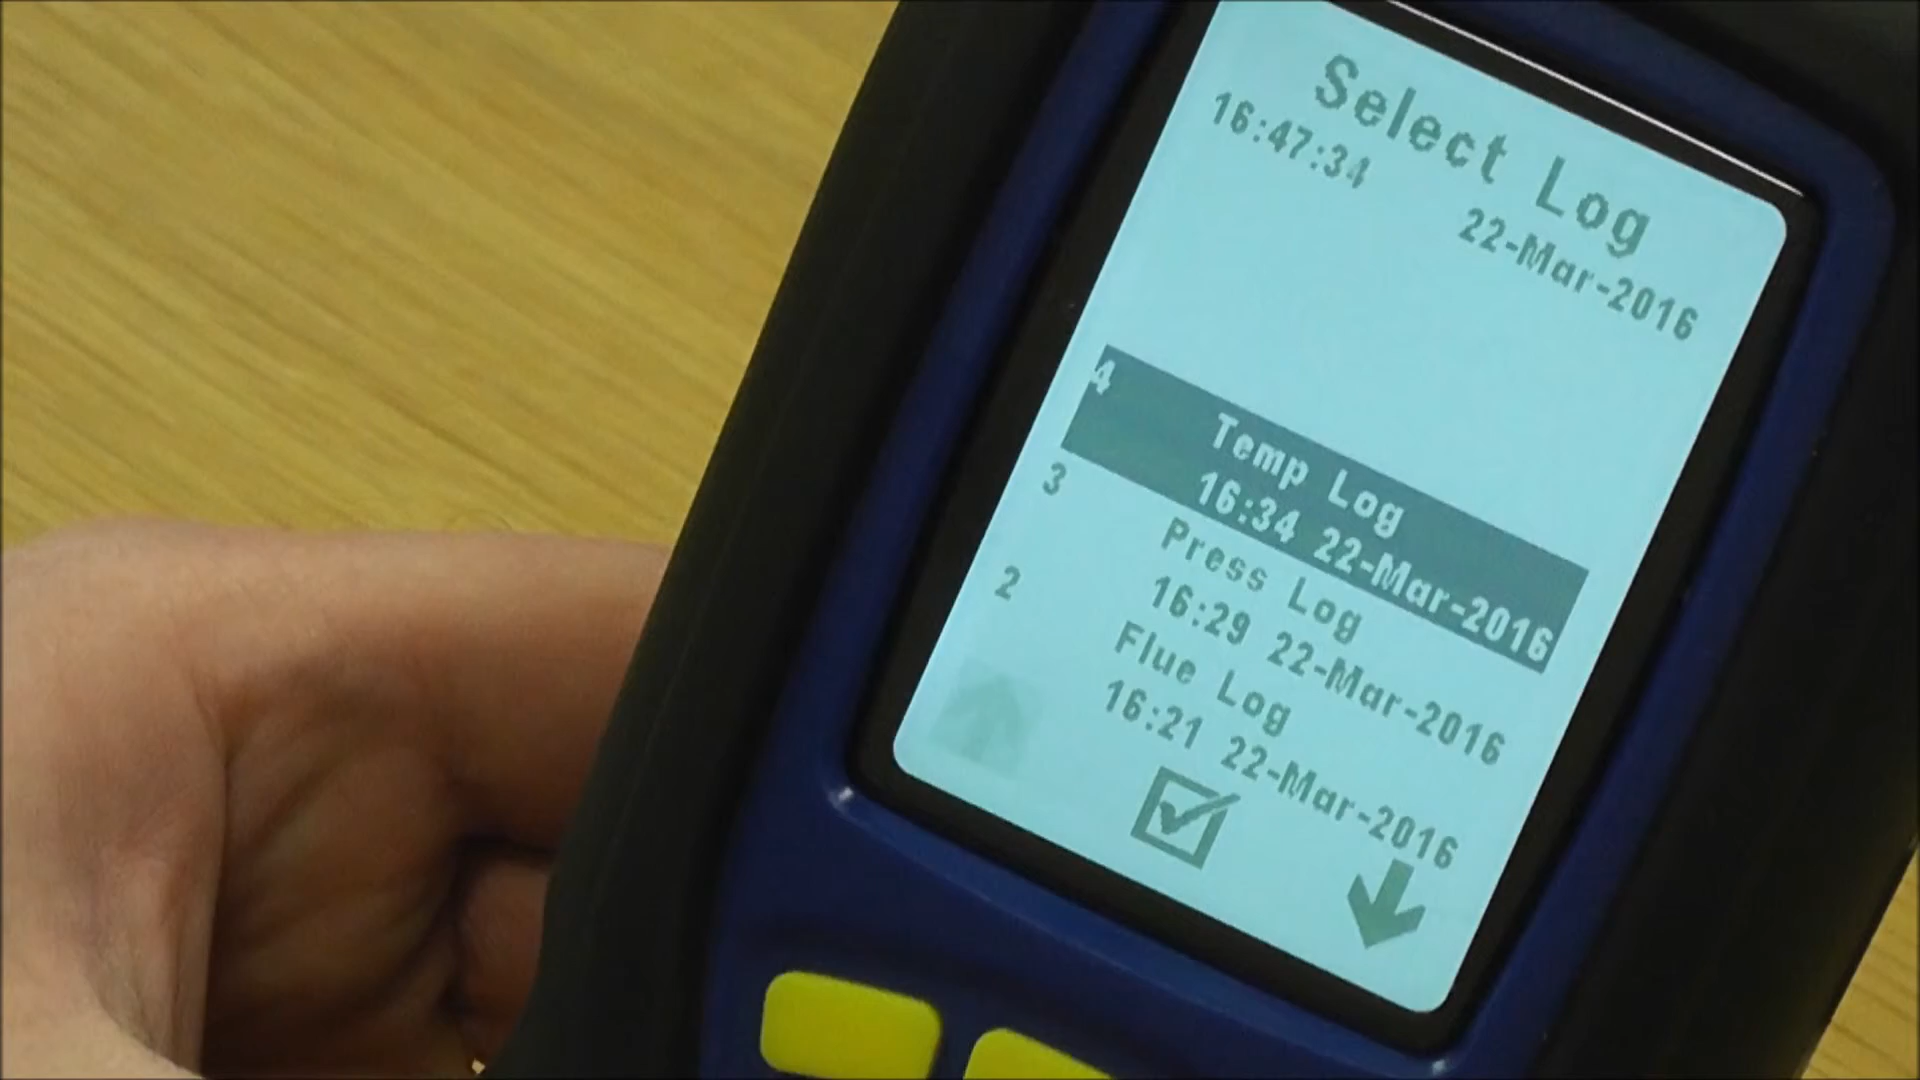 Select Log
16:47:34
22-Mar-2016
4
Temp Log
16:34 22-Mar-2016
3
Press Log
16:29 22-Mar-2016
2
Flue Log
16:21 22-Mar-2016